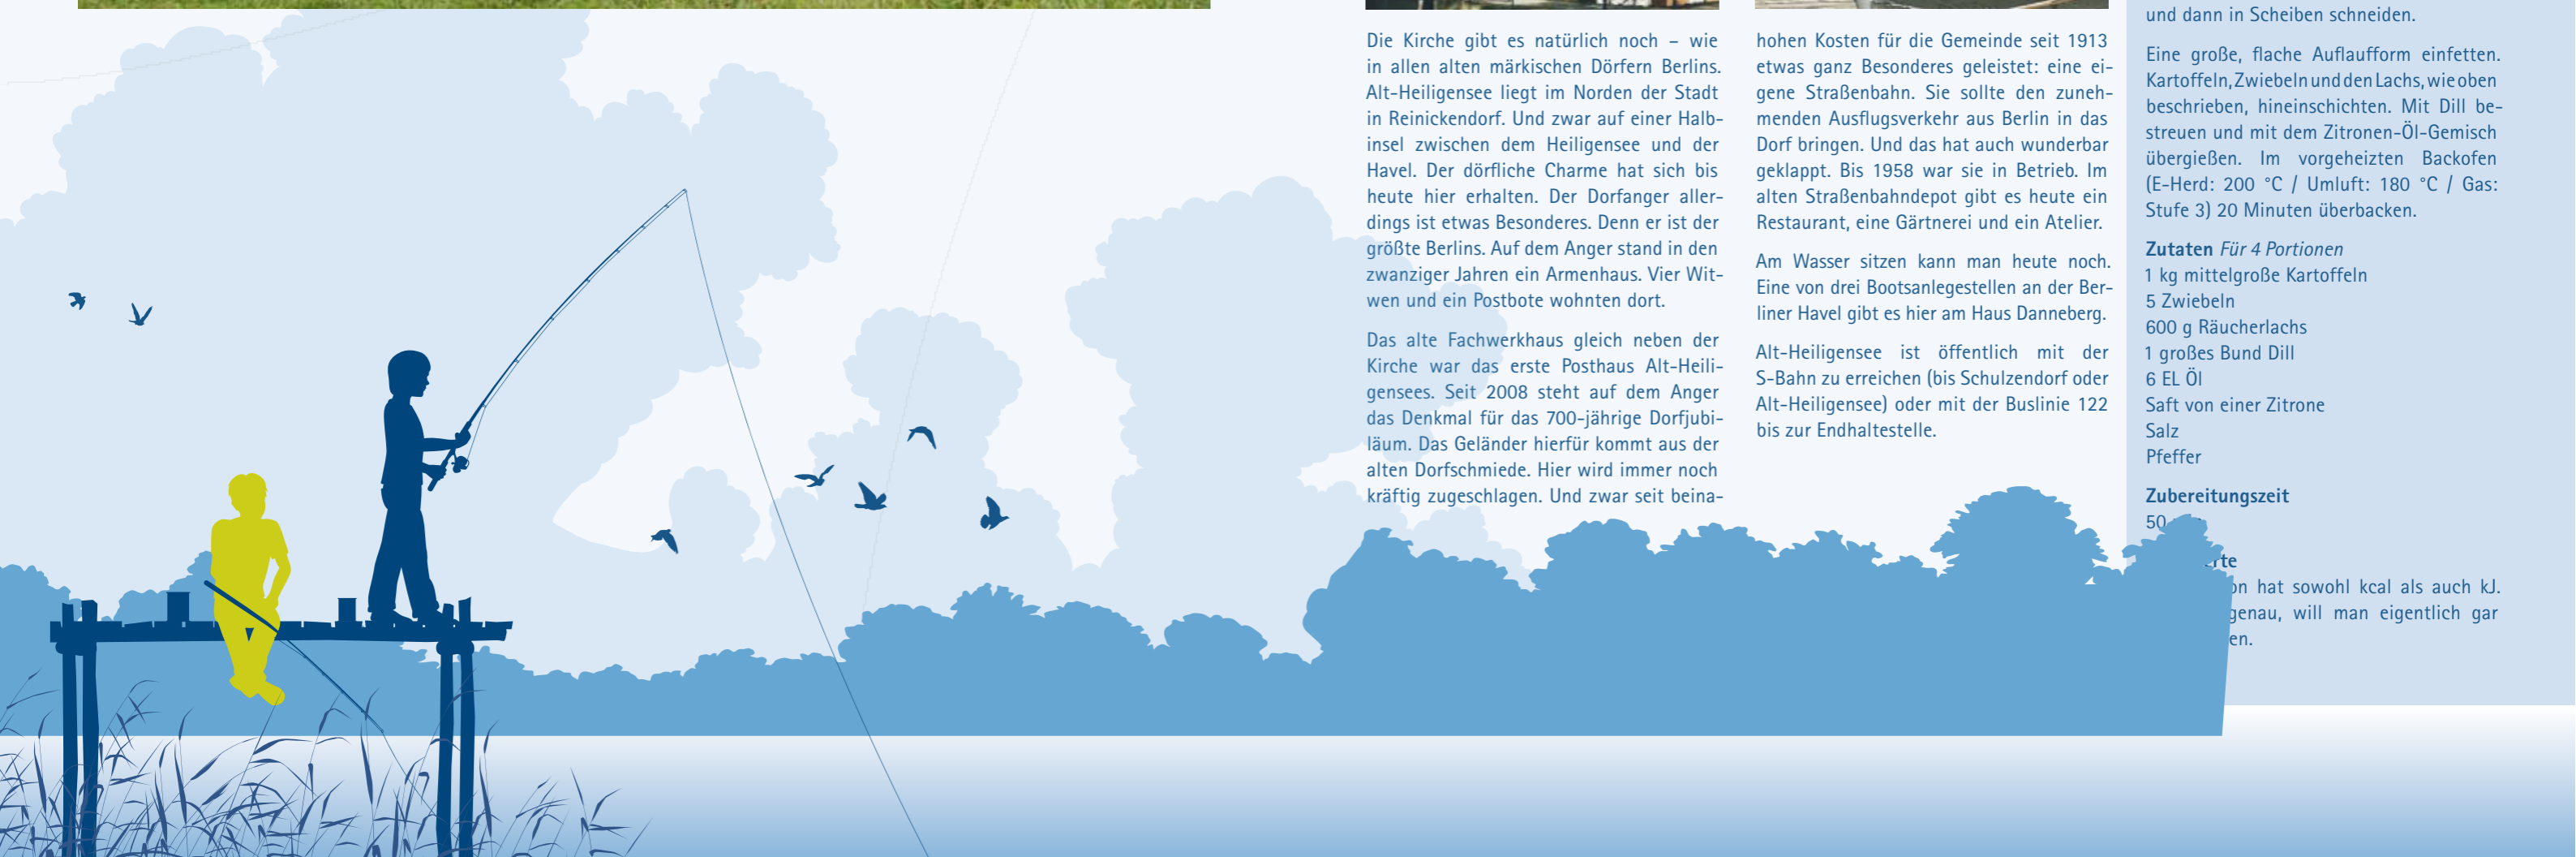 Die Kirche gibt es natürlich noch – wie
in allen alten märkischen Dörfern Berlins.
Alt-Heiligensee liegt im Norden der Stadt
in Reinickendorf. Und zwar auf einer Halb-
insel zwischen dem Heiligensee und der
Havel. Der dörfliche Charme hat sich bis
heute hier erhalten. Der Dorfanger aller-
dings ist etwas Besonderes. Denn er ist der
größte Berlins. Auf dem Anger stand in den
zwanziger Jahren ein Armenhaus. Vier Wit-
wen und ein Postbote wohnten dort.
Das alte Fachwerkhaus gleich neben der
Kirche war das erste Posthaus Alt-Heili-
gensees. Seit 2008 steht auf dem Anger
das Denkmal für das 700-jährige Dorfjubi-
läum. Das Geländer hierfür kommt aus der
alten Dorfschmiede. Hier wird immer noch
kräftig zugeschlagen. Und zwar seit beina-
hohen Kosten für die Gemeinde seit 1913
etwas ganz Besonderes geleistet: eine ei-
gene Straßenbahn. Sie sollte den zuneh-
menden Ausflugsverkehr aus Berlin in das
Dorf bringen. Und das hat auch wunderbar
geklappt. Bis 1958 war sie in Betrieb. Im
alten Straßenbahndepot gibt es heute ein
Restaurant, eine Gärtnerei und ein Atelier.
Am Wasser sitzen kann man heute noch.
Eine von drei Bootsanlegestellen an der Ber-
liner Havel gibt es hier am Haus Danneberg.
Alt-Heiligensee ist öffentlich mit der
S-Bahn zu erreichen (bis Schulzendorf oder
Alt-Heiligensee) oder mit der Buslinie 122
bis zur Endhaltestelle.
und dann in Scheiben schneiden.
Eine große, flache Auflaufform einfetten.
Kartoffeln, Zwiebeln und den Lachs, wie oben
beschrieben, hineinschichten. Mit Dill be-
streuen und mit dem Zitronen-Öl-Gemisch
übergießen. Im vorgeheizten Backofen
(E-Herd: 200 °C / Umluft: 180 °C / Gas:
Stufe 3) 20 Minuten überbacken.
Zutaten Für 4 Portionen
1 kg mittelgroße Kartoffeln
5 Zwiebeln
600 g Räucherlachs
1 großes Bund Dill
6 EL Öl
Saft von einer Zitrone
Salz
Pfeffer
Zubereitungszeit
50
hat sowohl kcal als auch kJ.
genau, will man eigentlich gar